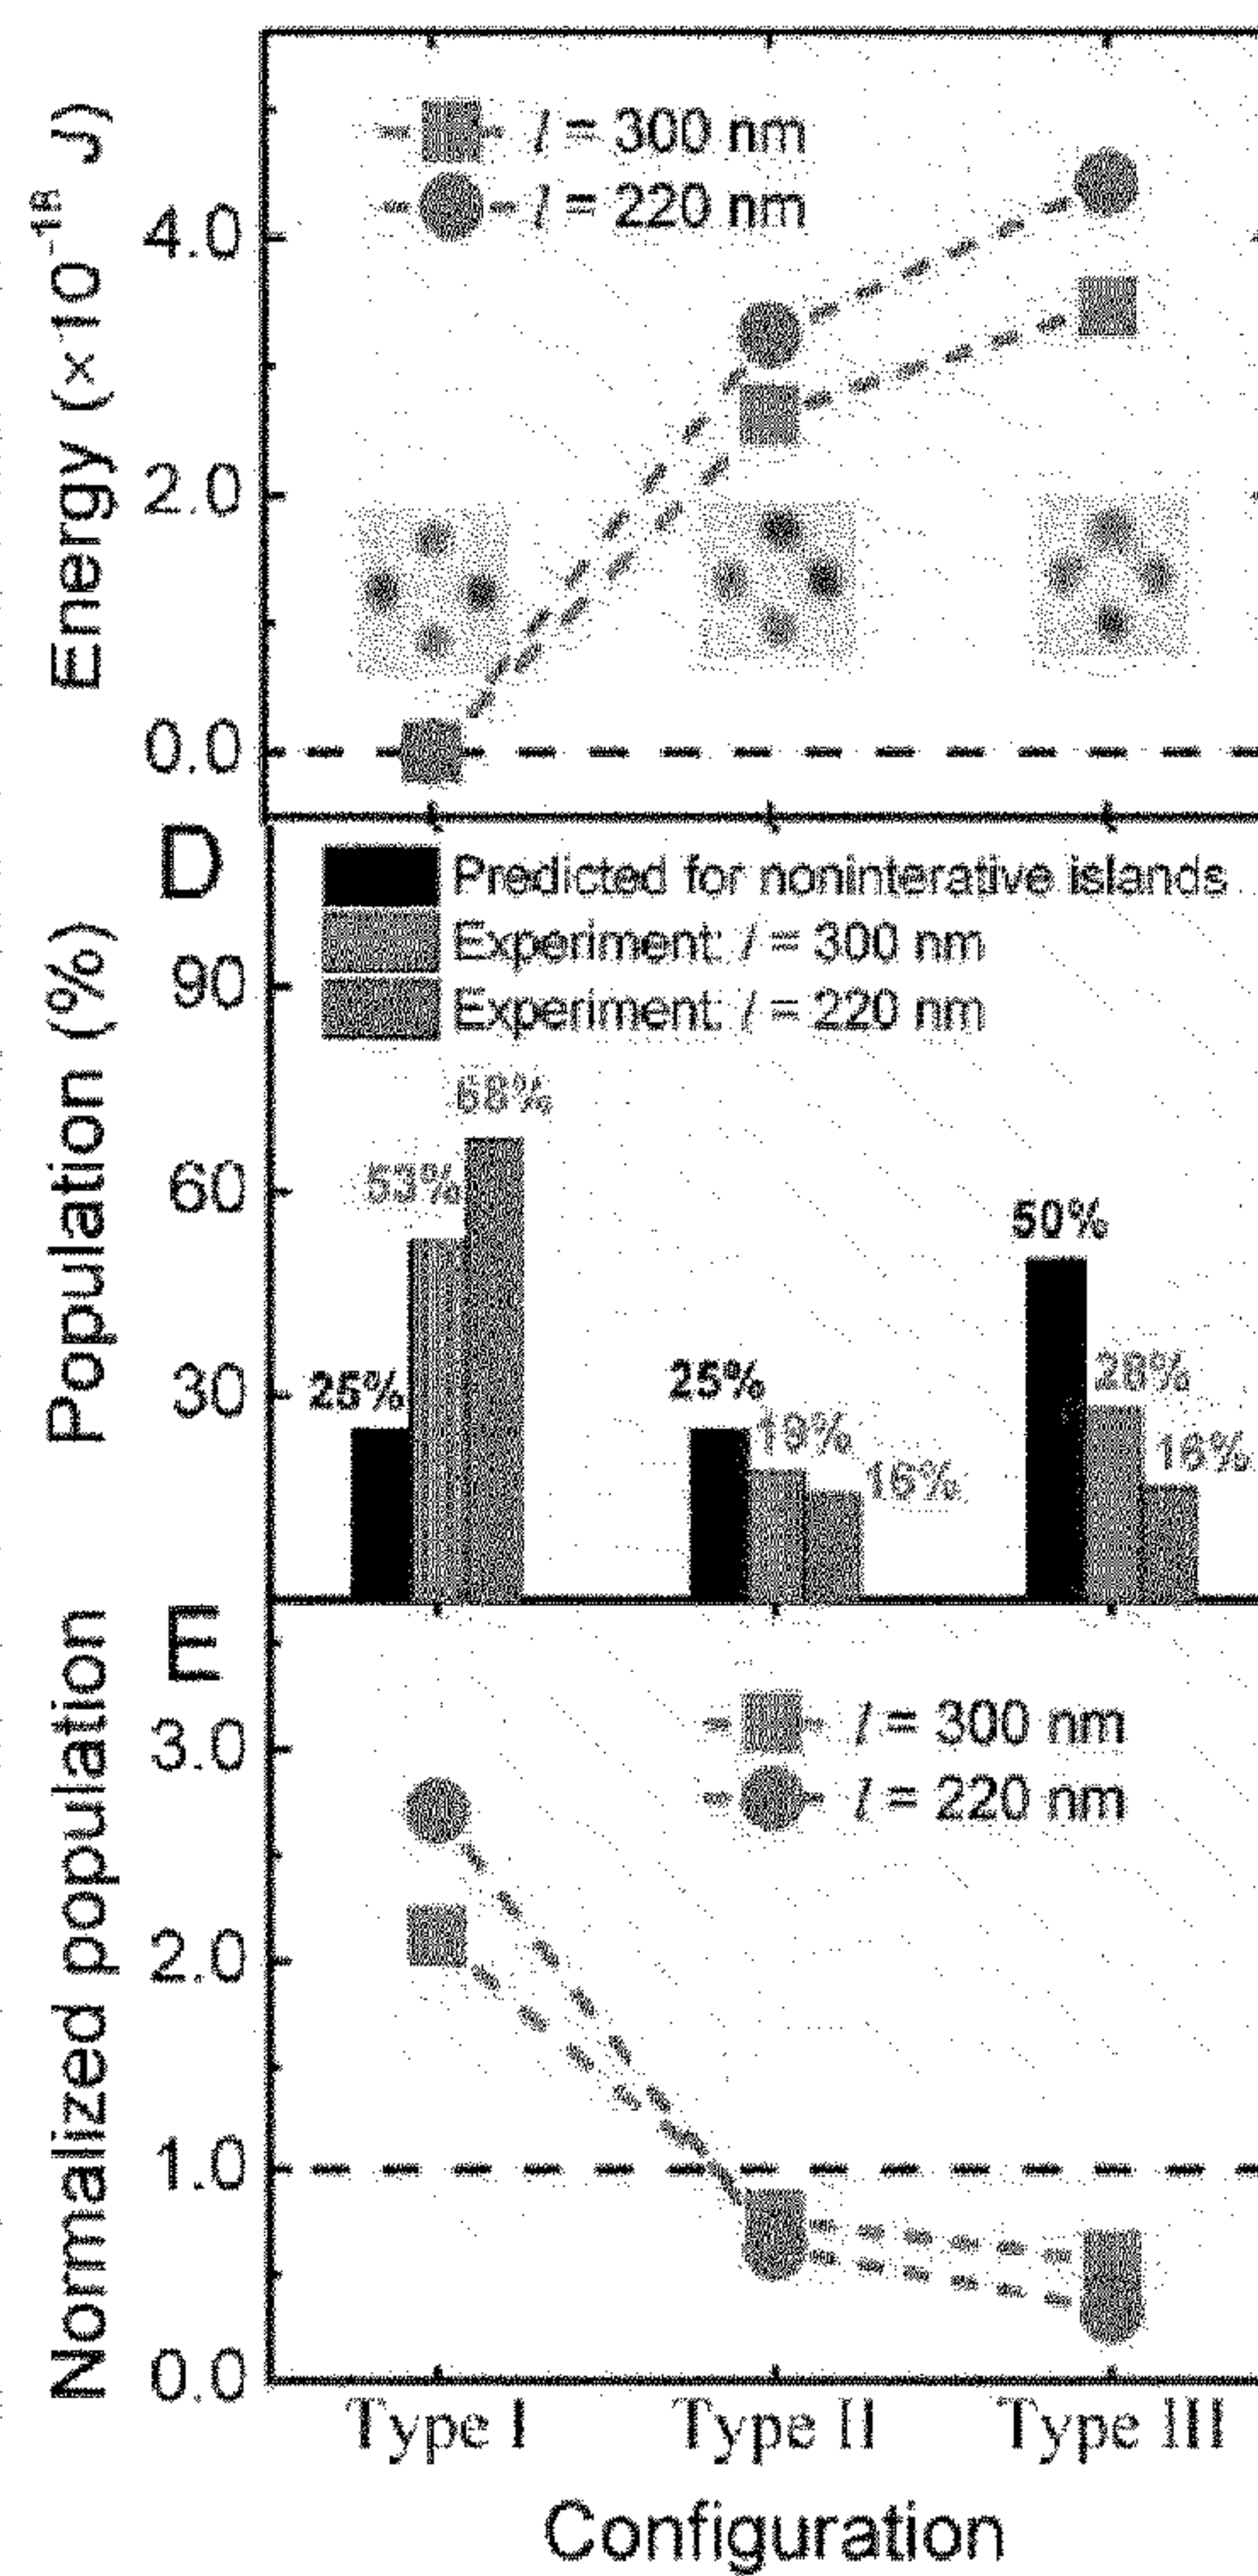 Energy (×10⁻¹⁸ J)
4.0
2.0
0.0
l = 300 nm
l = 220 nm
D
Population (%)
90
60
30
Predicted for noninterative islands
Experiment: l = 300 nm
Experiment: l = 220 nm
25%
53%
68%
25%
19%
16%
50%
28%
16%
E
Normalized population
3.0
2.0
1.0
0.0
l = 300 nm
l = 220 nm
Type I
Type II
Type III
Configuration